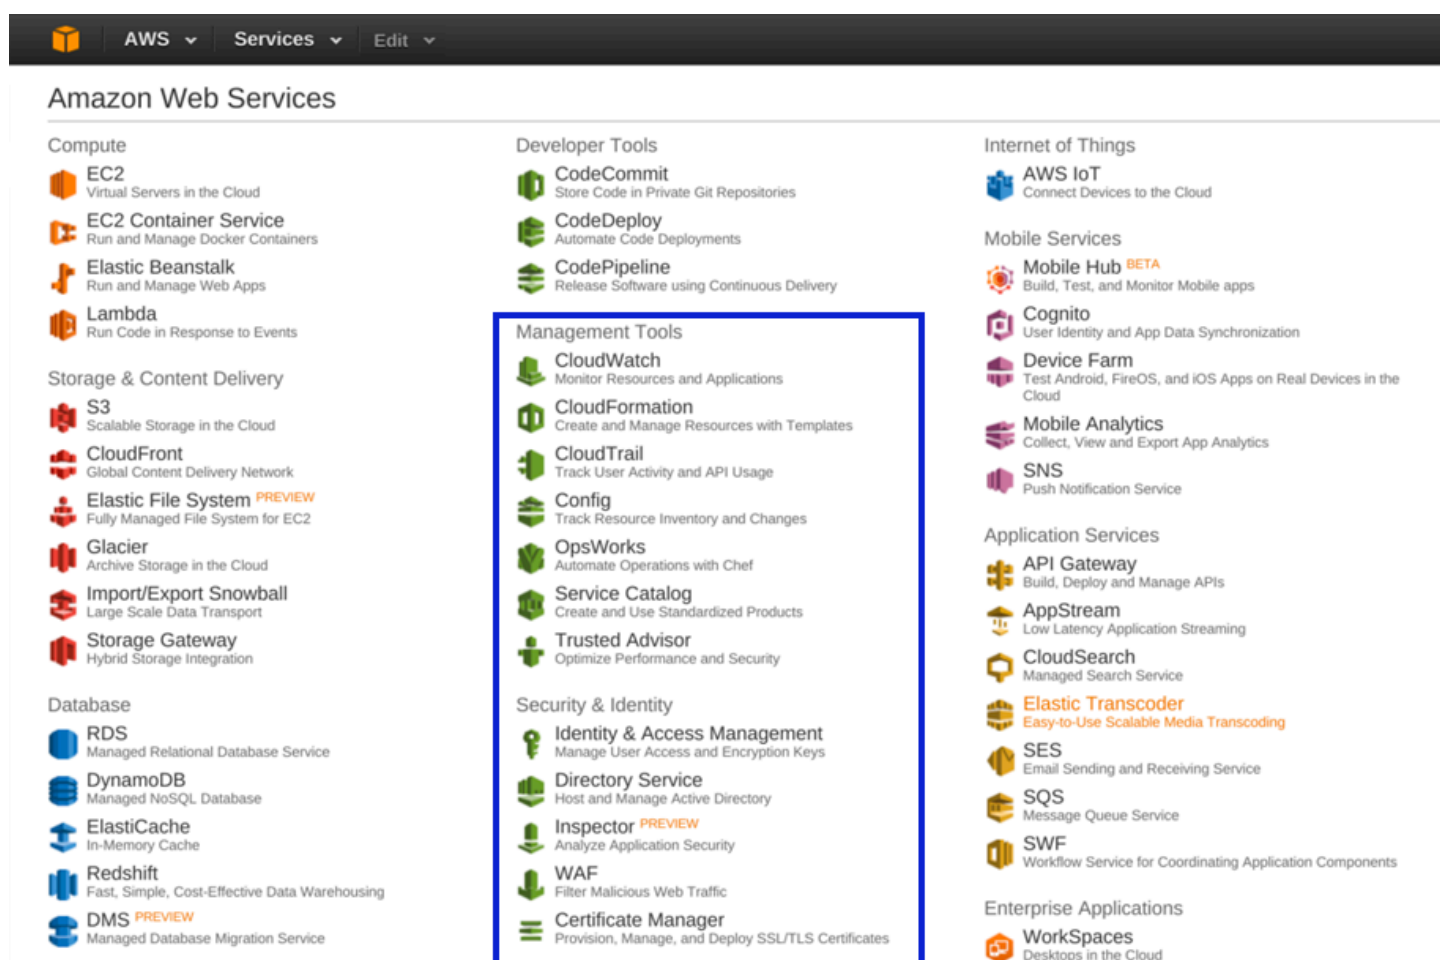 AWS Services Edit
Amazon Web Services
Compute
EC2
Virtual Servers in the Cloud
EC2 Container Service
Run and Manage Docker Containers
Elastic Beanstalk
Run and Manage Web Apps
Lambda
Run Code in Response to Events
Storage & Content Delivery
S3
Scalable Storage in the Cloud
CloudFront
Global Content Delivery Network
Elastic File System PREVIEW
Fully Managed File System for EC2
Glacier
Archive Storage in the Cloud
Import/Export Snowball
Large Scale Data Transport
Storage Gateway
Hybrid Storage Integration
Database
RDS
Managed Relational Database Service
DynamoDB
Managed NoSQL Database
ElastiCache
In-Memory Cache
Redshift
Fast, Simple, Cost-Effective Data Warehousing
DMS PREVIEW
Managed Database Migration Service
Developer Tools
CodeCommit
Store Code in Private Git Repositories
CodeDeploy
Automate Code Deployments
CodePipeline
Release Software using Continuous Delivery
Management Tools
CloudWatch
Monitor Resources and Applications
CloudFormation
Create and Manage Resources with Templates
CloudTrail
Track User Activity and API Usage
Config
Track Resource Inventory and Changes
OpsWorks
Automate Operations with Chef
Service Catalog
Create and Use Standardized Products
Trusted Advisor
Optimize Performance and Security
Security & Identity
Identity & Access Management
Manage User Access and Encryption Keys
Directory Service
Host and Manage Active Directory
Inspector PREVIEW
Analyze Application Security
WAF
Filter Malicious Web Traffic
Certificate Manager
Provision, Manage, and Deploy SSL/TLS Certificates
Internet of Things
AWS IoT
Connect Devices to the Cloud
Mobile Services
Mobile Hub BETA
Build, Test, and Monitor Mobile apps
Cognito
User Identity and App Data Synchronization
Device Farm
Test Android, FireOS, and iOS Apps on Real Devices in the
Cloud
Mobile Analytics
Collect, View and Export App Analytics
SNS
Push Notification Service
Application Services
API Gateway
Build, Deploy and Manage APIs
AppStream
Low Latency Application Streaming
CloudSearch
Managed Search Service
Elastic Transcoder
Easy-to-Use Scalable Media Transcoding
SES
Email Sending and Receiving Service
SQS
Message Queue Service
SWF
Workflow Service for Coordinating Application Components
Enterprise Applications
WorkSpaces
Desktops in the Cloud